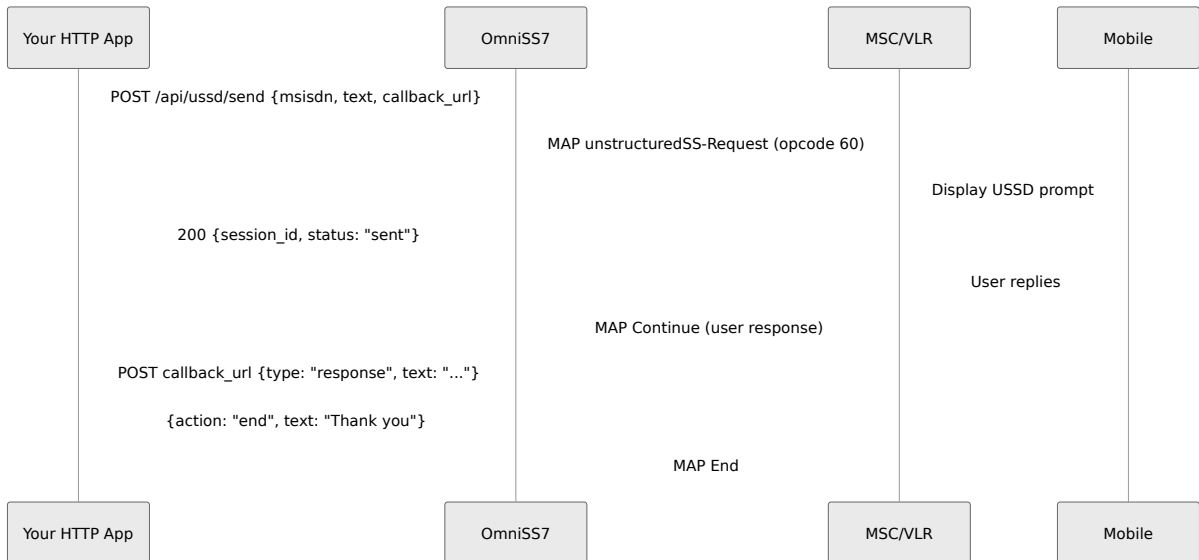 Your HTTP App
OmniSS7
MSC/VLR
Mobile
POST /api/ussd/send {msisdn, text, callback_url}
MAP unstructuredSS-Request (opcode 60)
Display USSD prompt
200 {session_id, status: "sent"}
User replies
MAP Continue (user response)
POST callback_url {type: "response", text: "..."}
{action: "end", text: "Thank you"}
MAP End
Your HTTP App
OmniSS7
MSC/VLR
Mobile